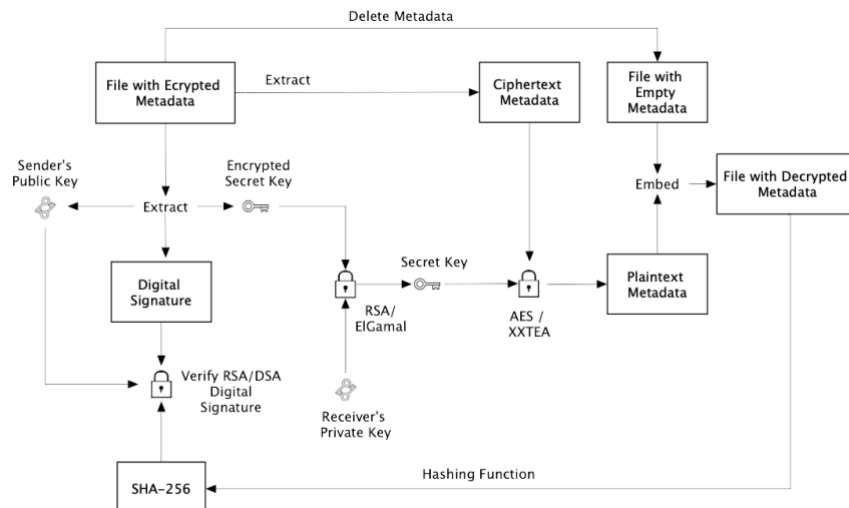 Delete Metadata
File with Ecrypted
Metadata
Extract
Ciphertext
Metadata
File with
Empty
Metadata
Sender's
Public Key
Encrypted
Secret Key
Extract
Embed
File with Decrypted
Metadata
Digital
Signature
Secret Key
RSA/
ElGamal
AES /
XXTEA
Plaintext
Metadata
Verify RSA/DSA
Digital
Signature
Receiver's
Private Key
SHA-256
Hashing Function